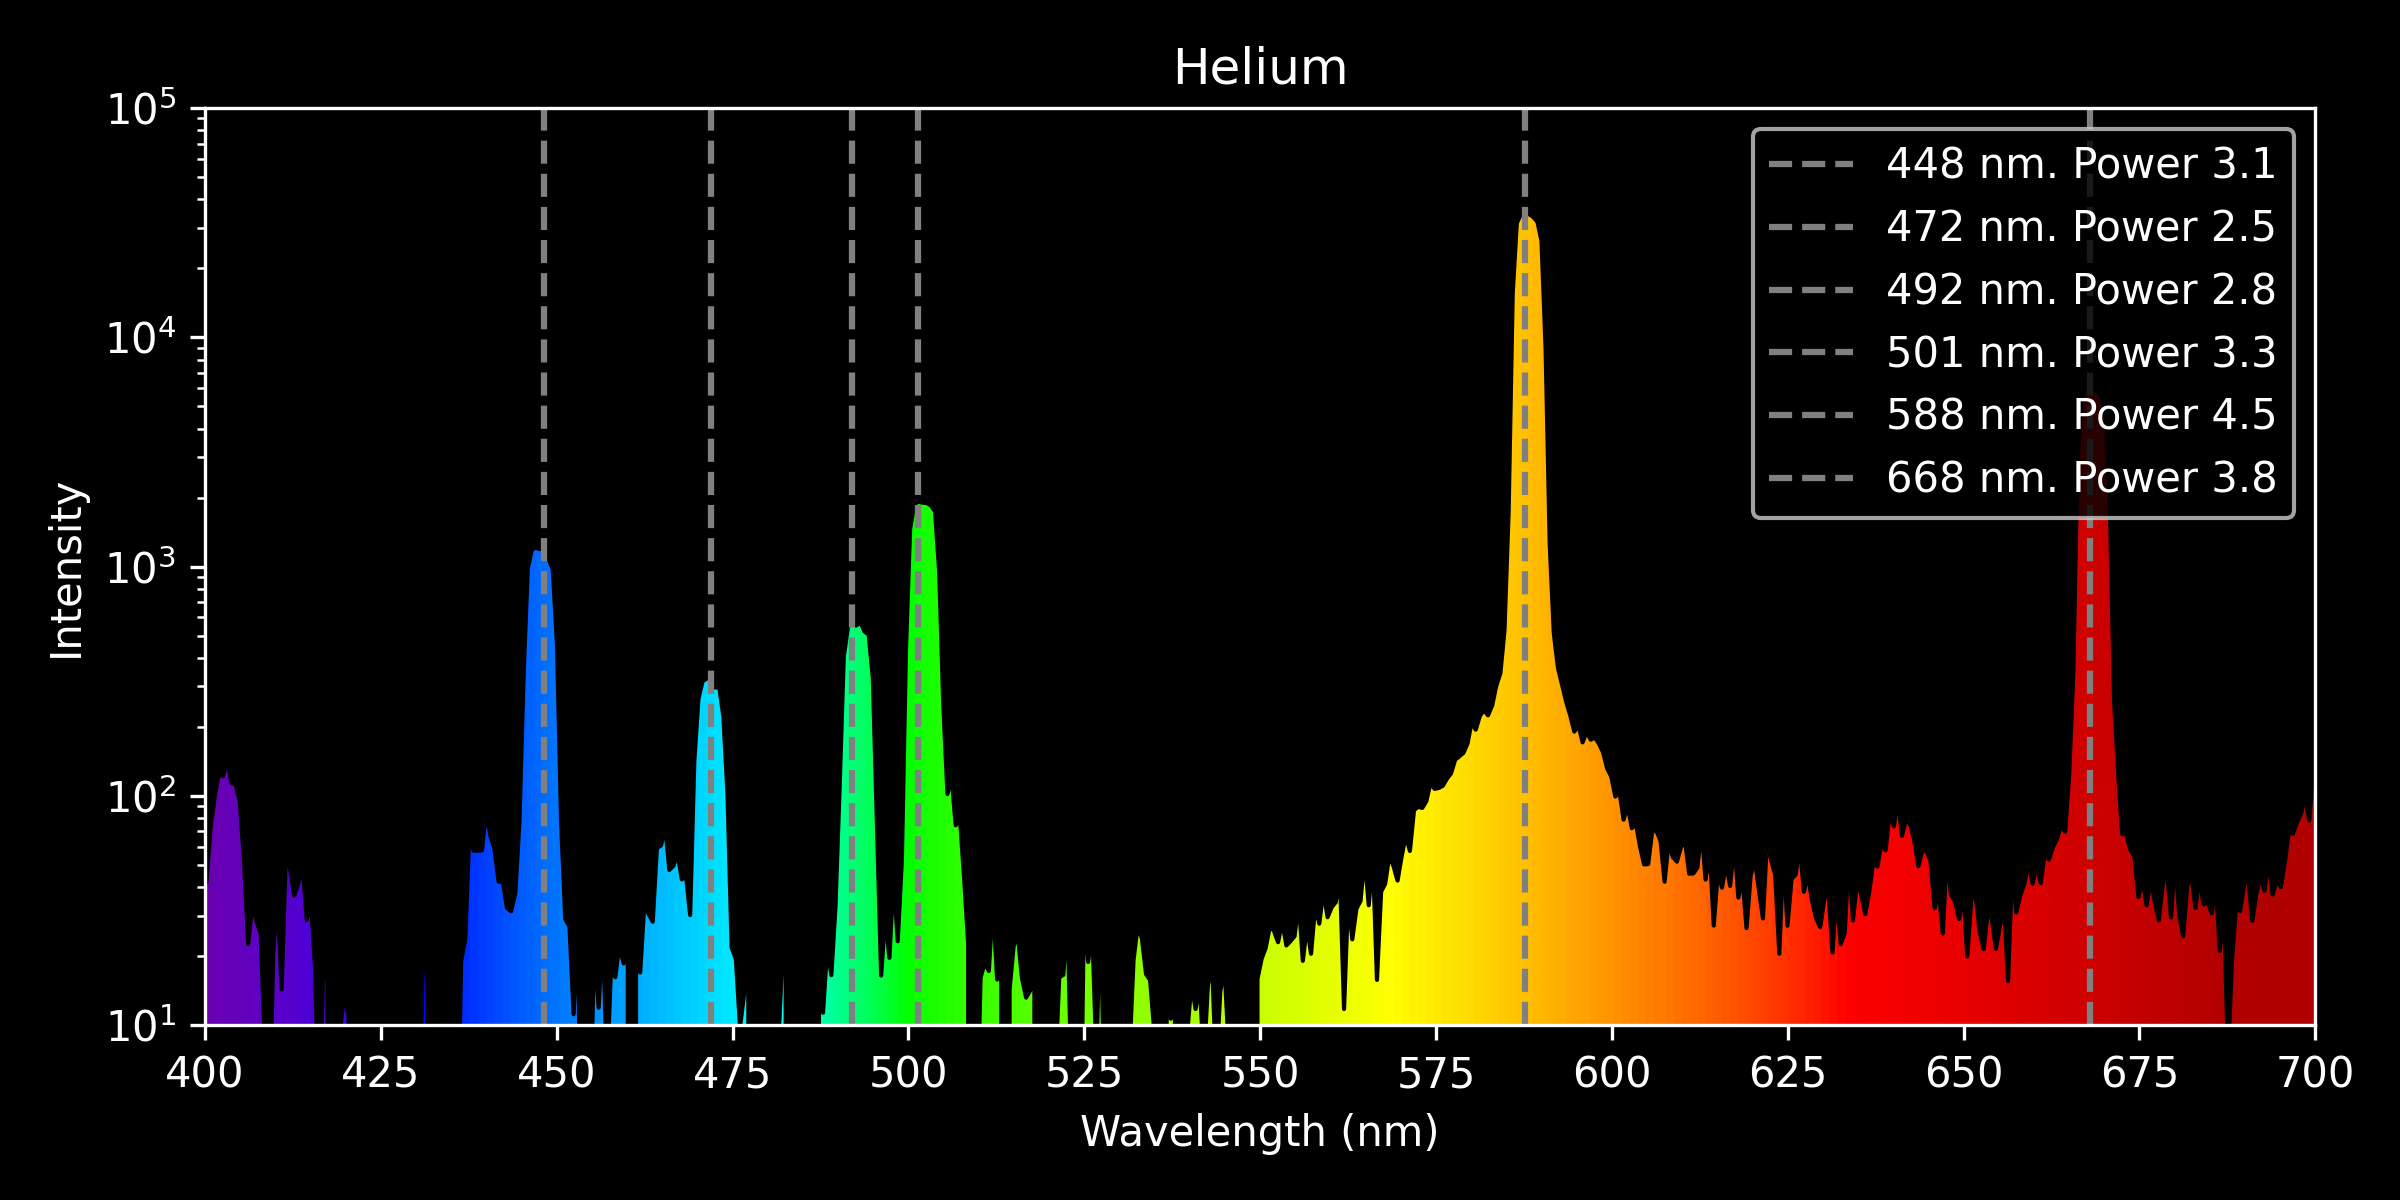 Helium
10⁵
10⁴
10³
10²
10¹
Intensity
448 nm. Power 3.1
472 nm. Power 2.5
492 nm. Power 2.8
501 nm. Power 3.3
588 nm. Power 4.5
668 nm. Power 3.8
400 425 450 475 500 525 550 575 600 625 650 675 700
Wavelength (nm)